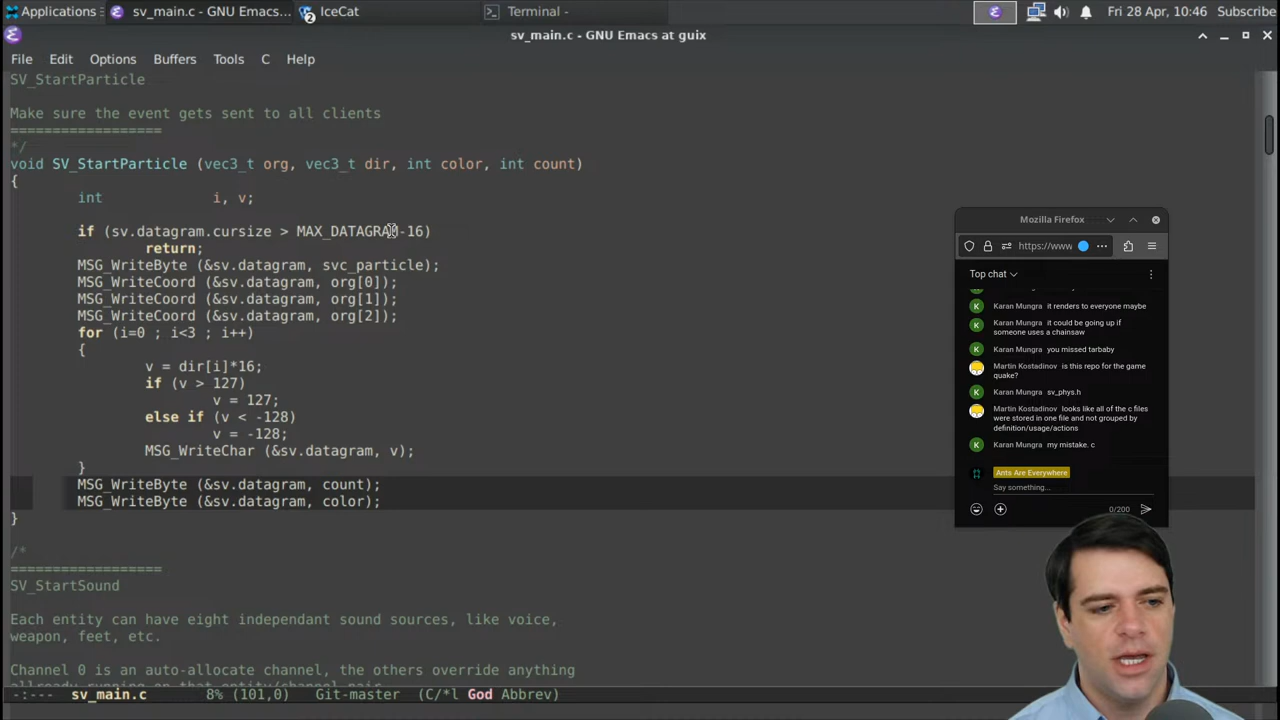 Applications
sv_main.c - GNU Emacs...
2
IceCat
Terminal -
Fri 28 Apr, 10:46
Subscribe
sv_main.c - GNU Emacs at guix
File Edit Options Buffers Tools C Help
SV_StartParticle
Make sure the event gets sent to all clients
==================
*/
void SV_StartParticle (vec3_t org, vec3_t dir, int color, int count)
{
int i, v;
if (sv.datagram.cursize > MAX_DATAGRAM-16)
return;
MSG_WriteByte (&sv.datagram, svc_particle);
MSG_WriteCoord (&sv.datagram, org[0]);
MSG_WriteCoord (&sv.datagram, org[1]);
MSG_WriteCoord (&sv.datagram, org[2]);
for (i=0 ; i<3 ; i++)
{
v = dir[i]*16;
if (v > 127)
v = 127;
else if (v < -128)
v = -128;
MSG_WriteChar (&sv.datagram, v);
}
MSG_WriteByte (&sv.datagram, count);
MSG_WriteByte (&sv.datagram, color);
}
/*
==================
SV_StartSound
Each entity can have eight independant sound sources, like voice,
weapon, feet, etc.
Channel 0 is an auto-allocate channel, the others override anything
-:--- sv_main.c 8% (101,0) Git-master (C/*l God Abbrev)
Mozilla Firefox
https://www
Top chat
K Karan Mungra it renders to everyone maybe
K Karan Mungra it could be going up if
someone uses a chainsaw
K Karan Mungra you missed tarbaby
Martin Kostadinov is this repo for the game
quake?
K Karan Mungra sv_phys.h
Martin Kostadinov looks like all of the c files
were stored in one file and not grouped by
definition/usage/actions
K Karan Mungra my mistake. c
Ants Are Everywhere
Say something...
0/200